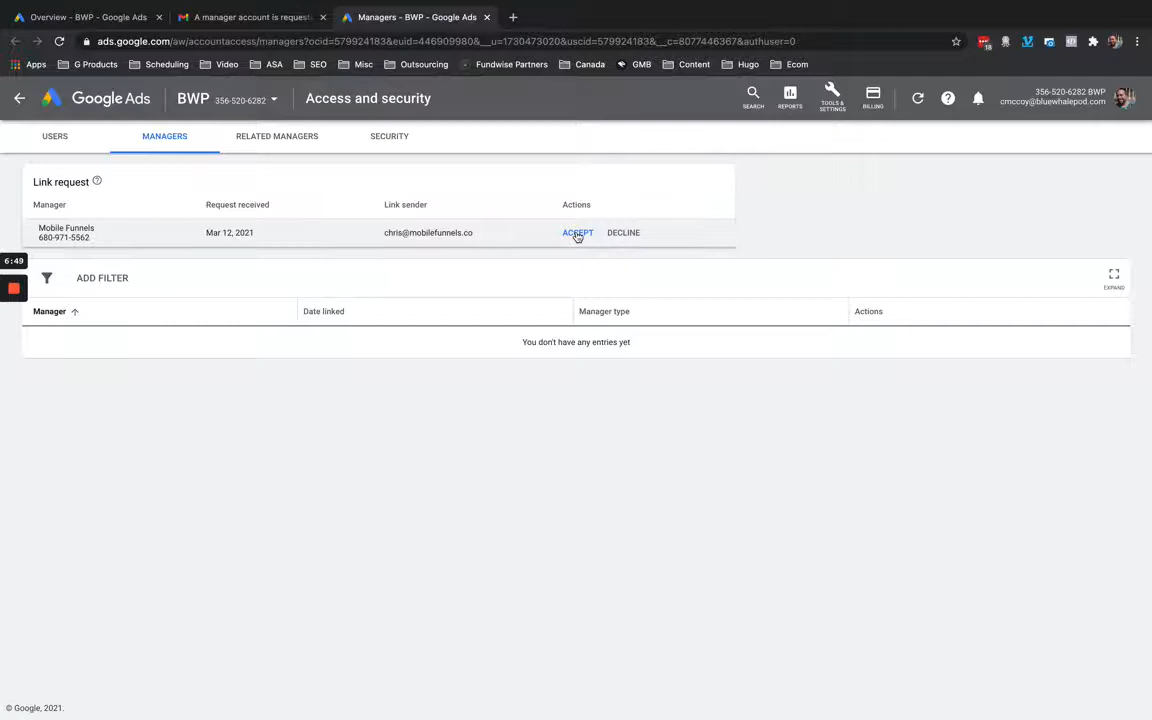 Overview - BWP - Google Ads
A manager account is request
Managers - BWP - Google Ads
ads.google.com/aw/accountaccess/managers?ocid=579924183&euid=446909980&__u=1730473020&uscid=579924183&__c=8077446367&authuser=0
18
Apps G Products Scheduling Video ASA SEO Misc Outsourcing Fundwise Partners Canada GMB Content Hugo Ecom
Google Ads BWP 356-520-6282 Access and security
SEARCH REPORTS TOOLS & SETTINGS BILLING
356-520-6282 BWP
cmccoy@bluewhalepod.com
USERS MANAGERS RELATED MANAGERS SECURITY
Link request
Manager Request received Link sender Actions
Mobile Funnels
680-971-5562
Mar 12, 2021 chris@mobilefunnels.co ACCEPT DECLINE
6:49
ADD FILTER
EXPAND
Manager Date linked Manager type Actions
You don't have any entries yet
© Google, 2021.